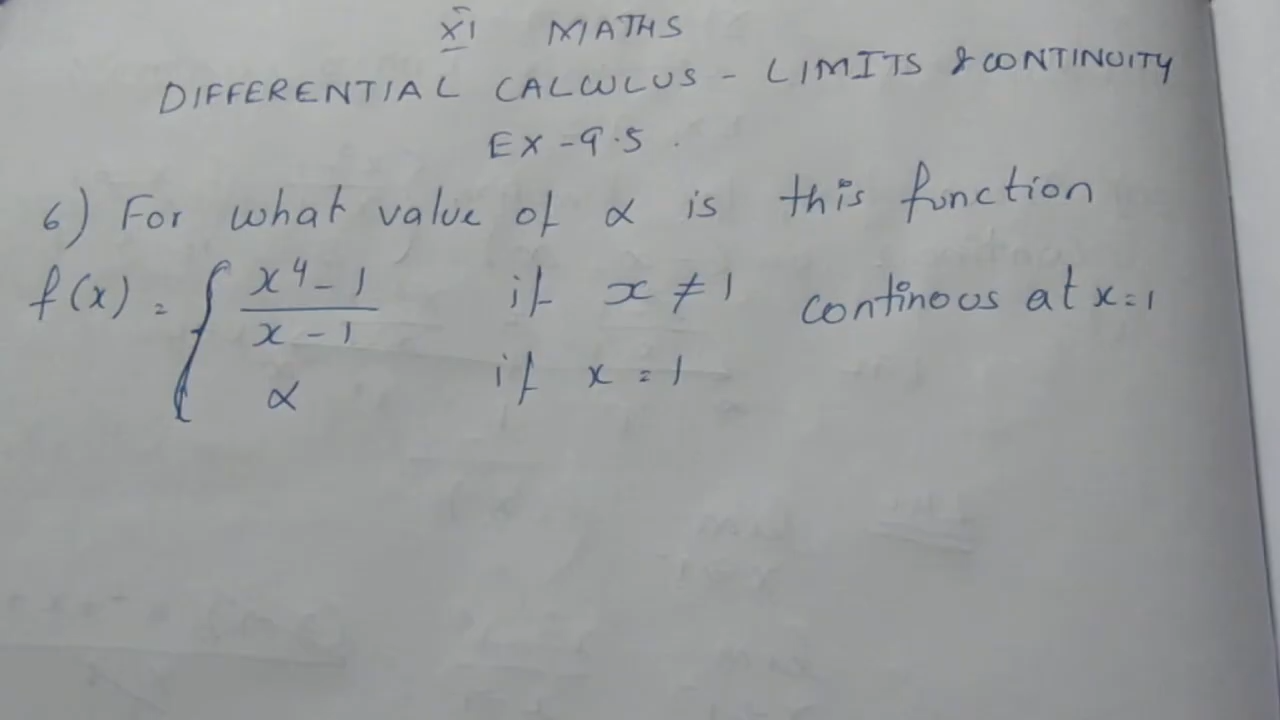 XI MATHS
DIFFERENTIAL CALCULUS - LIMITS & CONTINUITY
EX - 9.5.
6) For what value of α is this function
f(x) = { x⁴ - 1 / x - 1 if x ≠ 1 continous at x = 1
α if x = 1